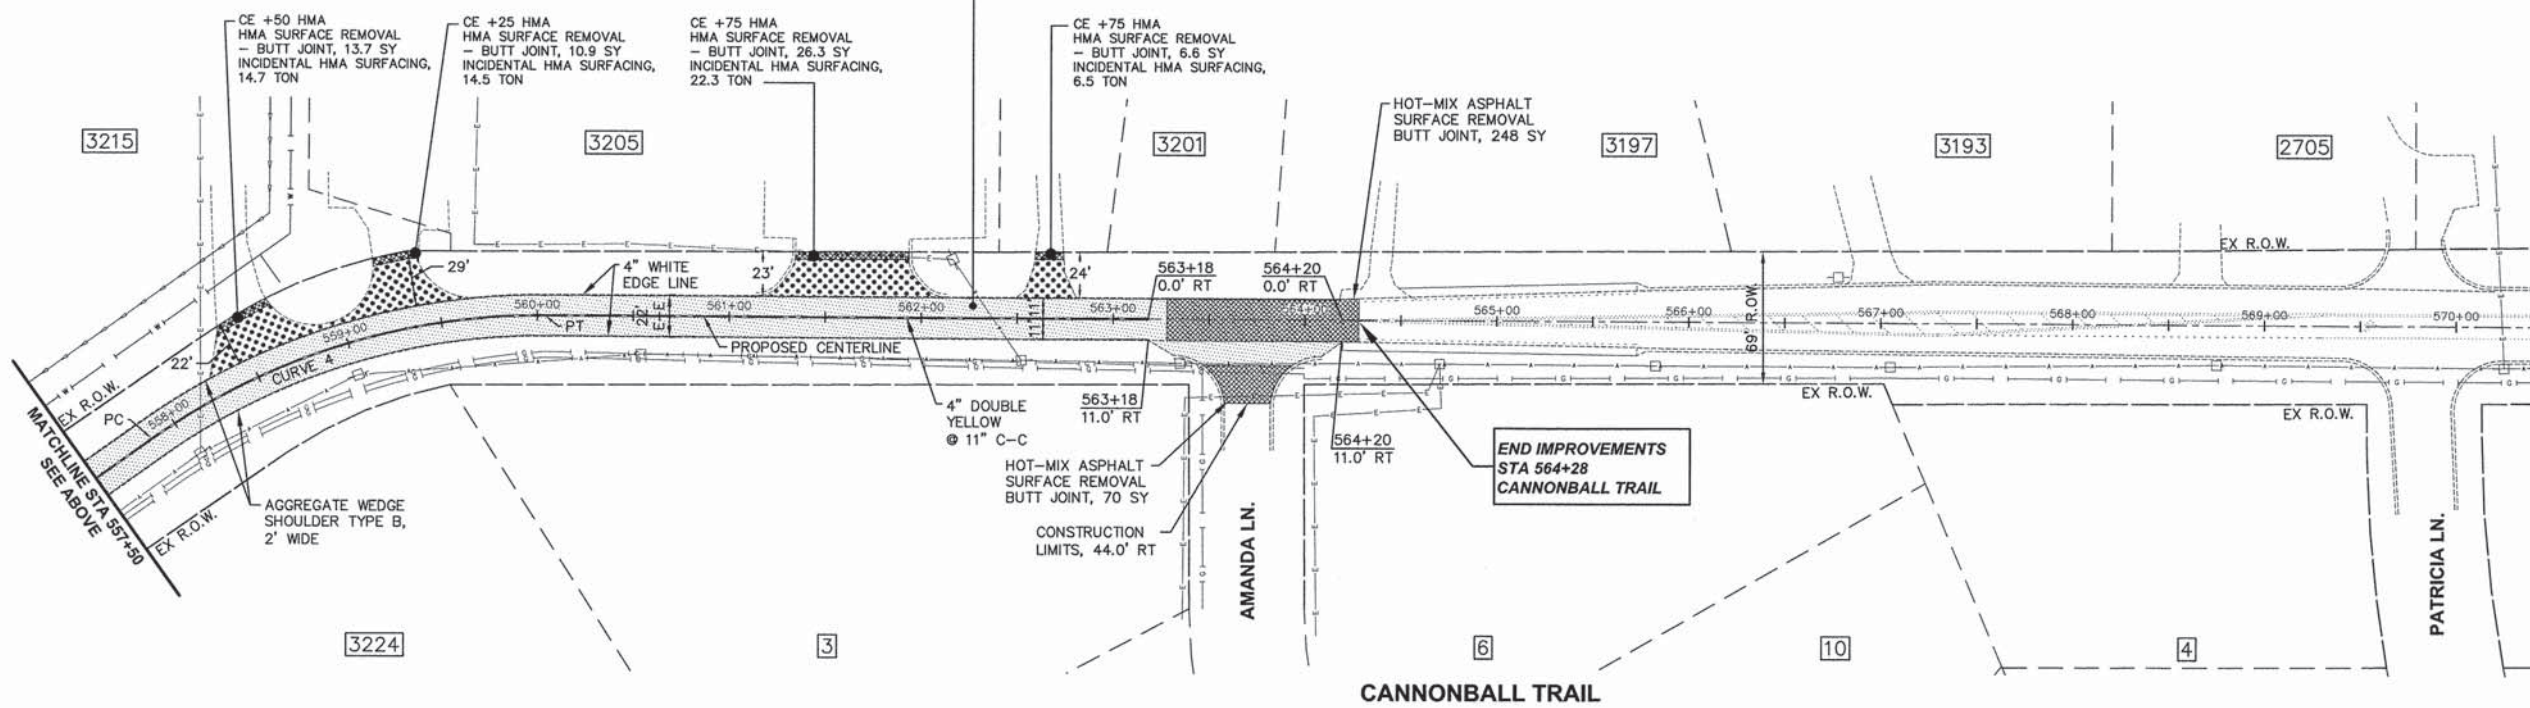 CE +50 HMA
HMA SURFACE REMOVAL
- BUTT JOINT, 13.7 SY
INCIDENTAL HMA SURFACING,
14.7 TON
CE +25 HMA
HMA SURFACE REMOVAL
- BUTT JOINT, 10.9 SY
INCIDENTAL HMA SURFACING,
14.5 TON
CE +75 HMA
HMA SURFACE REMOVAL
- BUTT JOINT, 26.3 SY
INCIDENTAL HMA SURFACING,
22.3 TON
CE +75 HMA
HMA SURFACE REMOVAL
- BUTT JOINT, 6.6 SY
INCIDENTAL HMA SURFACING,
6.5 TON
HOT-MIX ASPHALT
SURFACE REMOVAL
BUTT JOINT, 248 SY
3215
3205
3201
3197
3193
2705
EX R.O.W.
29'
4" WHITE
EDGE LINE
23'
24'
563+18
0.0' RT
564+20
0.0' RT
22'
E-E
11'
11'
69' R.O.W.
558+00
559+00
560+00
561+00
562+00
563+00
564+00
565+00
566+00
567+00
568+00
569+00
570+00
PC
CURVE 4
PT
PROPOSED CENTERLINE
22'
EX R.O.W.
MATCHLINE STA 557+50
SEE ABOVE
EX R.O.W.
AGGREGATE WEDGE
SHOULDER TYPE B,
2' WIDE
4" DOUBLE
YELLOW
@ 11" C-C
563+18
11.0' RT
564+20
11.0' RT
HOT-MIX ASPHALT
SURFACE REMOVAL
BUTT JOINT, 70 SY
CONSTRUCTION
LIMITS, 44.0' RT
END IMPROVEMENTS
STA 564+28
CANNONBALL TRAIL
EX R.O.W.
EX R.O.W.
AMANDA LN.
PATRICIA LN.
3224
3
6
10
4
CANNONBALL TRAIL